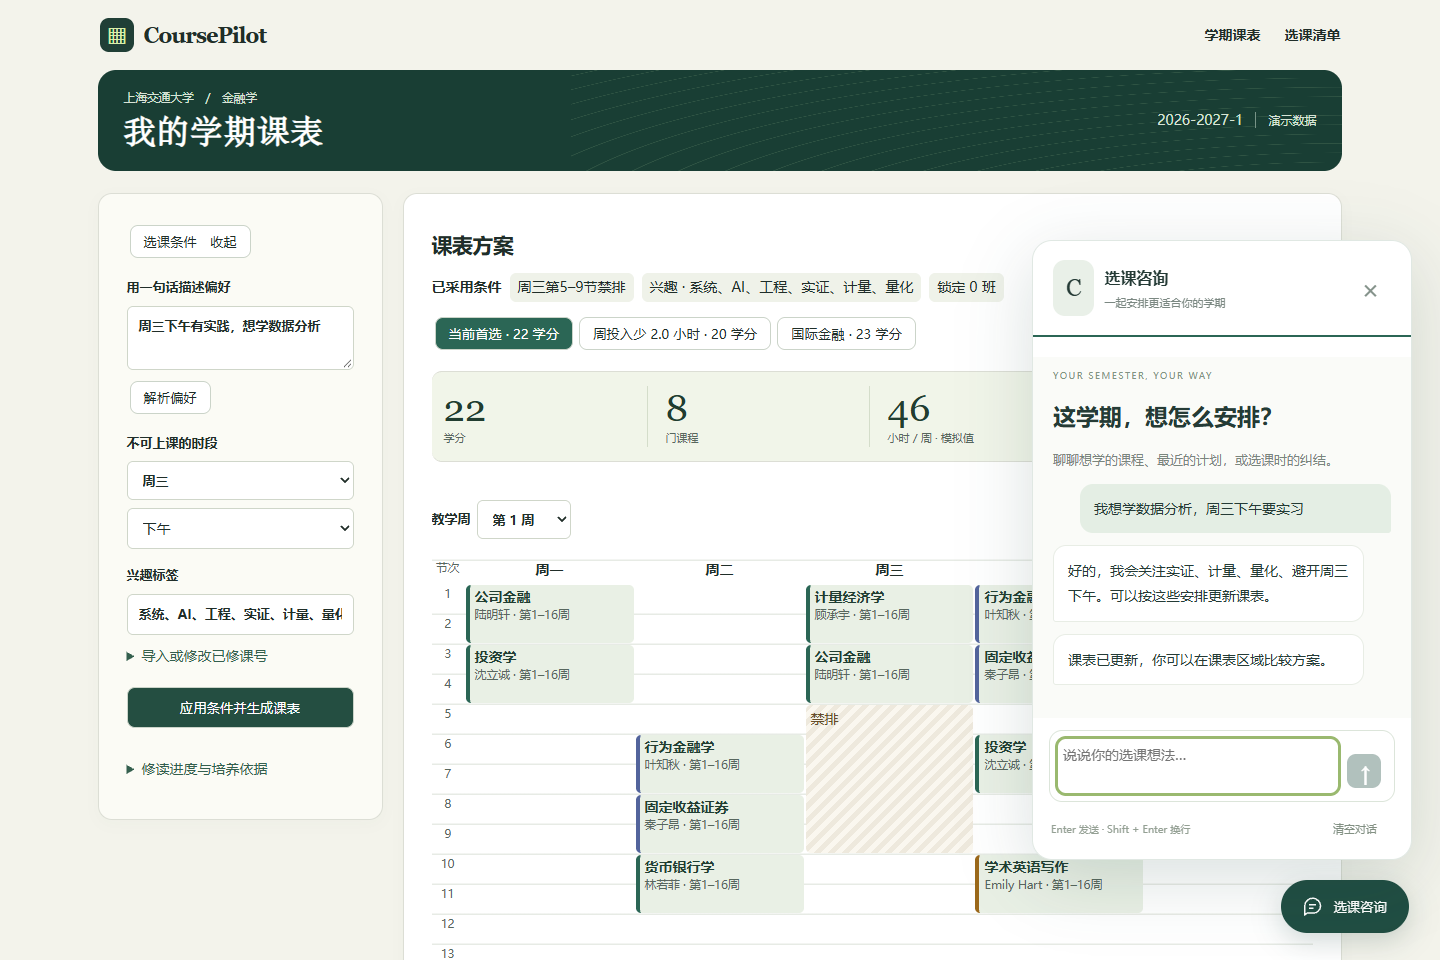 CoursePilot
学期课表 选课清单
上海交通大学 / 金融学
我的学期课表
2026-2027-1 演示数据
选课条件 收起
用一句话描述偏好
周三下午有实践，想学数据分析
解析偏好
不可上课的时段
周三
下午
兴趣标签
系统、AI、工程、实证、计量、量化
导入或修改已修课号
应用条件并生成课表
修读进度与培养依据
课表方案
已采用条件 周三第5–9节禁排 兴趣 · 系统、AI、工程、实证、计量、量化 锁定 0 班
当前首选 · 22 学分 周投入少 2.0 小时 · 20 学分 国际金融 · 23 学分
22 8 46
学分 门课程 小时 / 周 · 模拟值
教学周 第 1 周
节次 周一 周二 周三
1 公司金融 计量经济学 行为金融
陆明轩 · 第1–16周 顾承宇 · 第1–16周 叶知秋 ·
2
3 投资学 公司金融 固定收益
沈立诚 · 第1–16周 陆明轩 · 第1–16周 秦子昂 ·
4
5 禁排
6 行为金融学 投资学
叶知秋 · 第1–16周 沈立诚 ·
7
8 固定收益证券
秦子昂 · 第1–16周
9
10 货币银行学 学术英语写作
林若菲 · 第1–16周 Emily Hart · 第1–16周
11
12
13
C
选课咨询
一起安排更适合你的学期
YOUR SEMESTER, YOUR WAY
这学期，想怎么安排？
聊聊想学的课程、最近的计划，或选课时的纠结。
我想学数据分析，周三下午要实习
好的，我会关注实证、计量、量化、避开周三
下午。可以按这些安排更新课表。
课表已更新，你可以在课表区域比较方案。
说说你的选课想法...
Enter 发送 · Shift + Enter 换行 清空对话
选课咨询